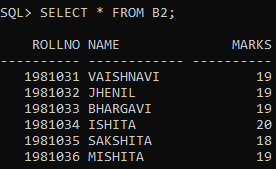 SQL> SELECT * FROM B2;
ROLLNO NAME MARKS
---------- ------------ ----------
1981031 VAISHNAVI 19
1981032 JHENIL 19
1981033 BHARGAVI 19
1981034 ISHITA 20
1981035 SAKSHITA 18
1981036 MISHITA 19